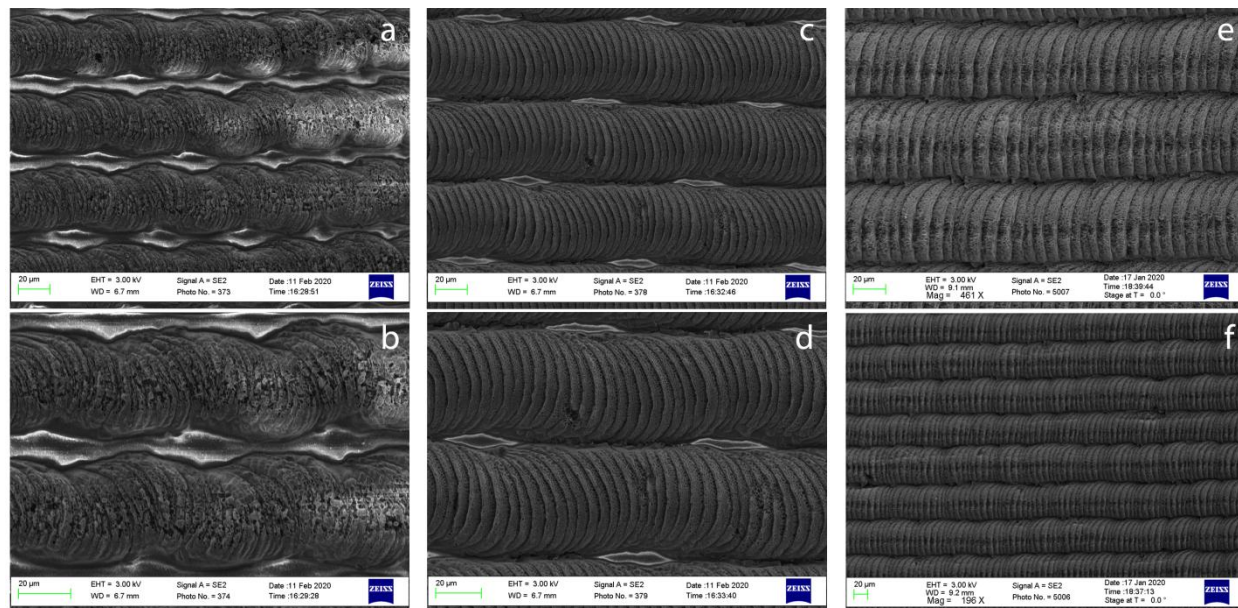 a
20 µm
EHT = 3.00 kV
Signal A = SE2
Date :11 Feb 2020
WD = 6.7 mm
Photo No. = 373
Time :16:28:51
ZEISS
c
20 µm
EHT = 3.00 kV
Signal A = SE2
Date :11 Feb 2020
WD = 6.7 mm
Photo No. = 378
Time :16:32:46
ZEISS
e
20 µm
EHT = 3.00 kV
Signal A = SE2
Date :17 Jan 2020
WD = 9.1 mm
Photo No. = 5007
Time :18:39:44
Mag = 461 X
Stage at T = 0.0 °
ZEISS
b
20 µm
EHT = 3.00 kV
Signal A = SE2
Date :11 Feb 2020
WD = 6.7 mm
Photo No. = 374
Time :16:29:28
ZEISS
d
20 µm
EHT = 3.00 kV
Signal A = SE2
Date :11 Feb 2020
WD = 6.7 mm
Photo No. = 379
Time :16:33:40
ZEISS
f
20 µm
EHT = 3.00 kV
Signal A = SE2
Date :17 Jan 2020
WD = 9.2 mm
Photo No. = 5006
Time :18:37:13
Mag = 196 X
Stage at T = 0.0 °
ZEISS